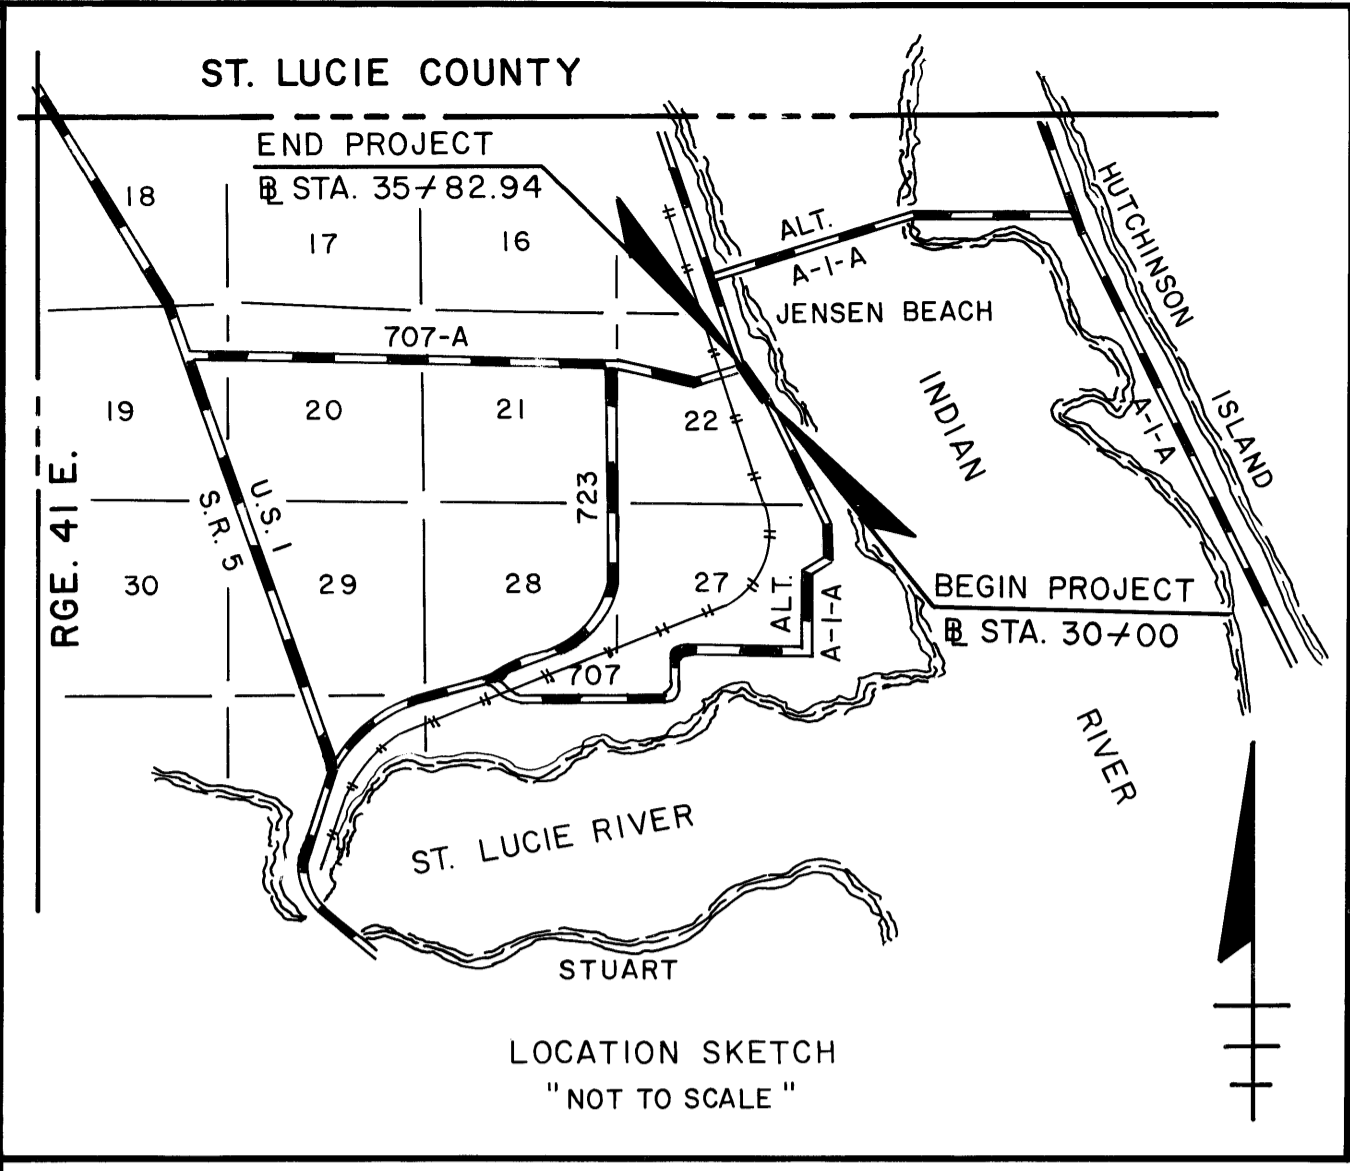 ST. LUCIE COUNTY
END PROJECT
BL STA. 35+82.94
18
17
16
ALT.
A-1-A
HUTCHINSON
ISLAND
JENSEN BEACH
707-A
19
20
21
22
INDIAN
RIVER
A-1-A
RGE. 41 E.
U.S. 1
S.R. 5
723
30
29
28
27
ALT.
A-1-A
BEGIN PROJECT
BL STA. 30+00
707
ST. LUCIE RIVER
STUART
LOCATION SKETCH
"NOT TO SCALE"